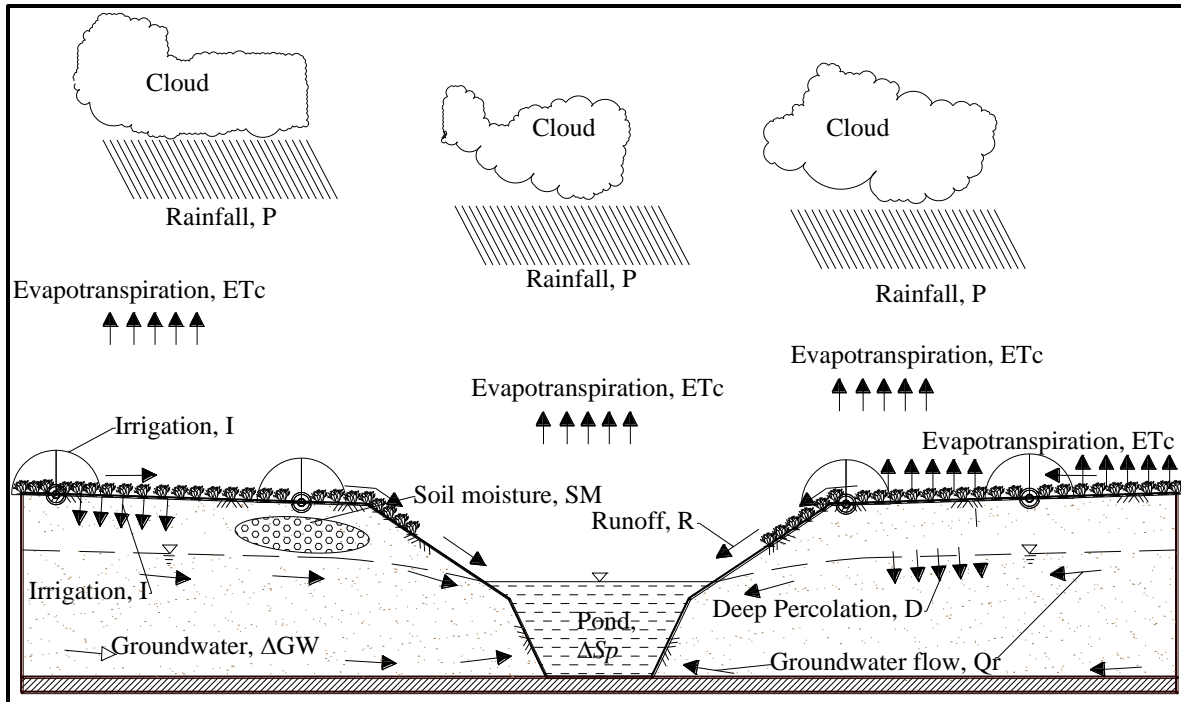 Cloud
Cloud
Cloud
Rainfall, P
Rainfall, P
Rainfall, P
Evapotranspiration, ETc
Evapotranspiration, ETc
Evapotranspiration, ETc
Irrigation, I
Evapotranspiration, ETc
Soil moisture, SM
Runoff, R
Irrigation, I
Deep Percolation, D
Pond,
ΔSp
Groundwater, ΔGW
Groundwater flow, Qr